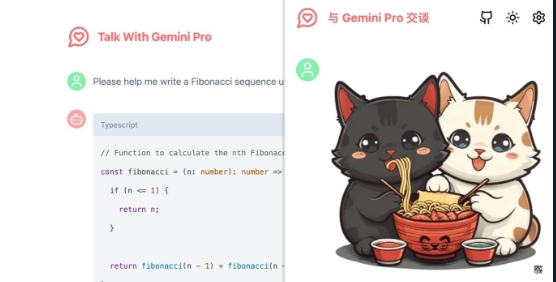 Talk With Gemini Pro
Please help me write a Fibonacci sequence u
Typescript
// Function to calculate the nth Fibonacc
const fibonacci = (n: number): number =>
if (n <= 1) {
return n;
}
return fibonacci(n - 1) + fibonacci(n -
与 Gemini Pro 交谈